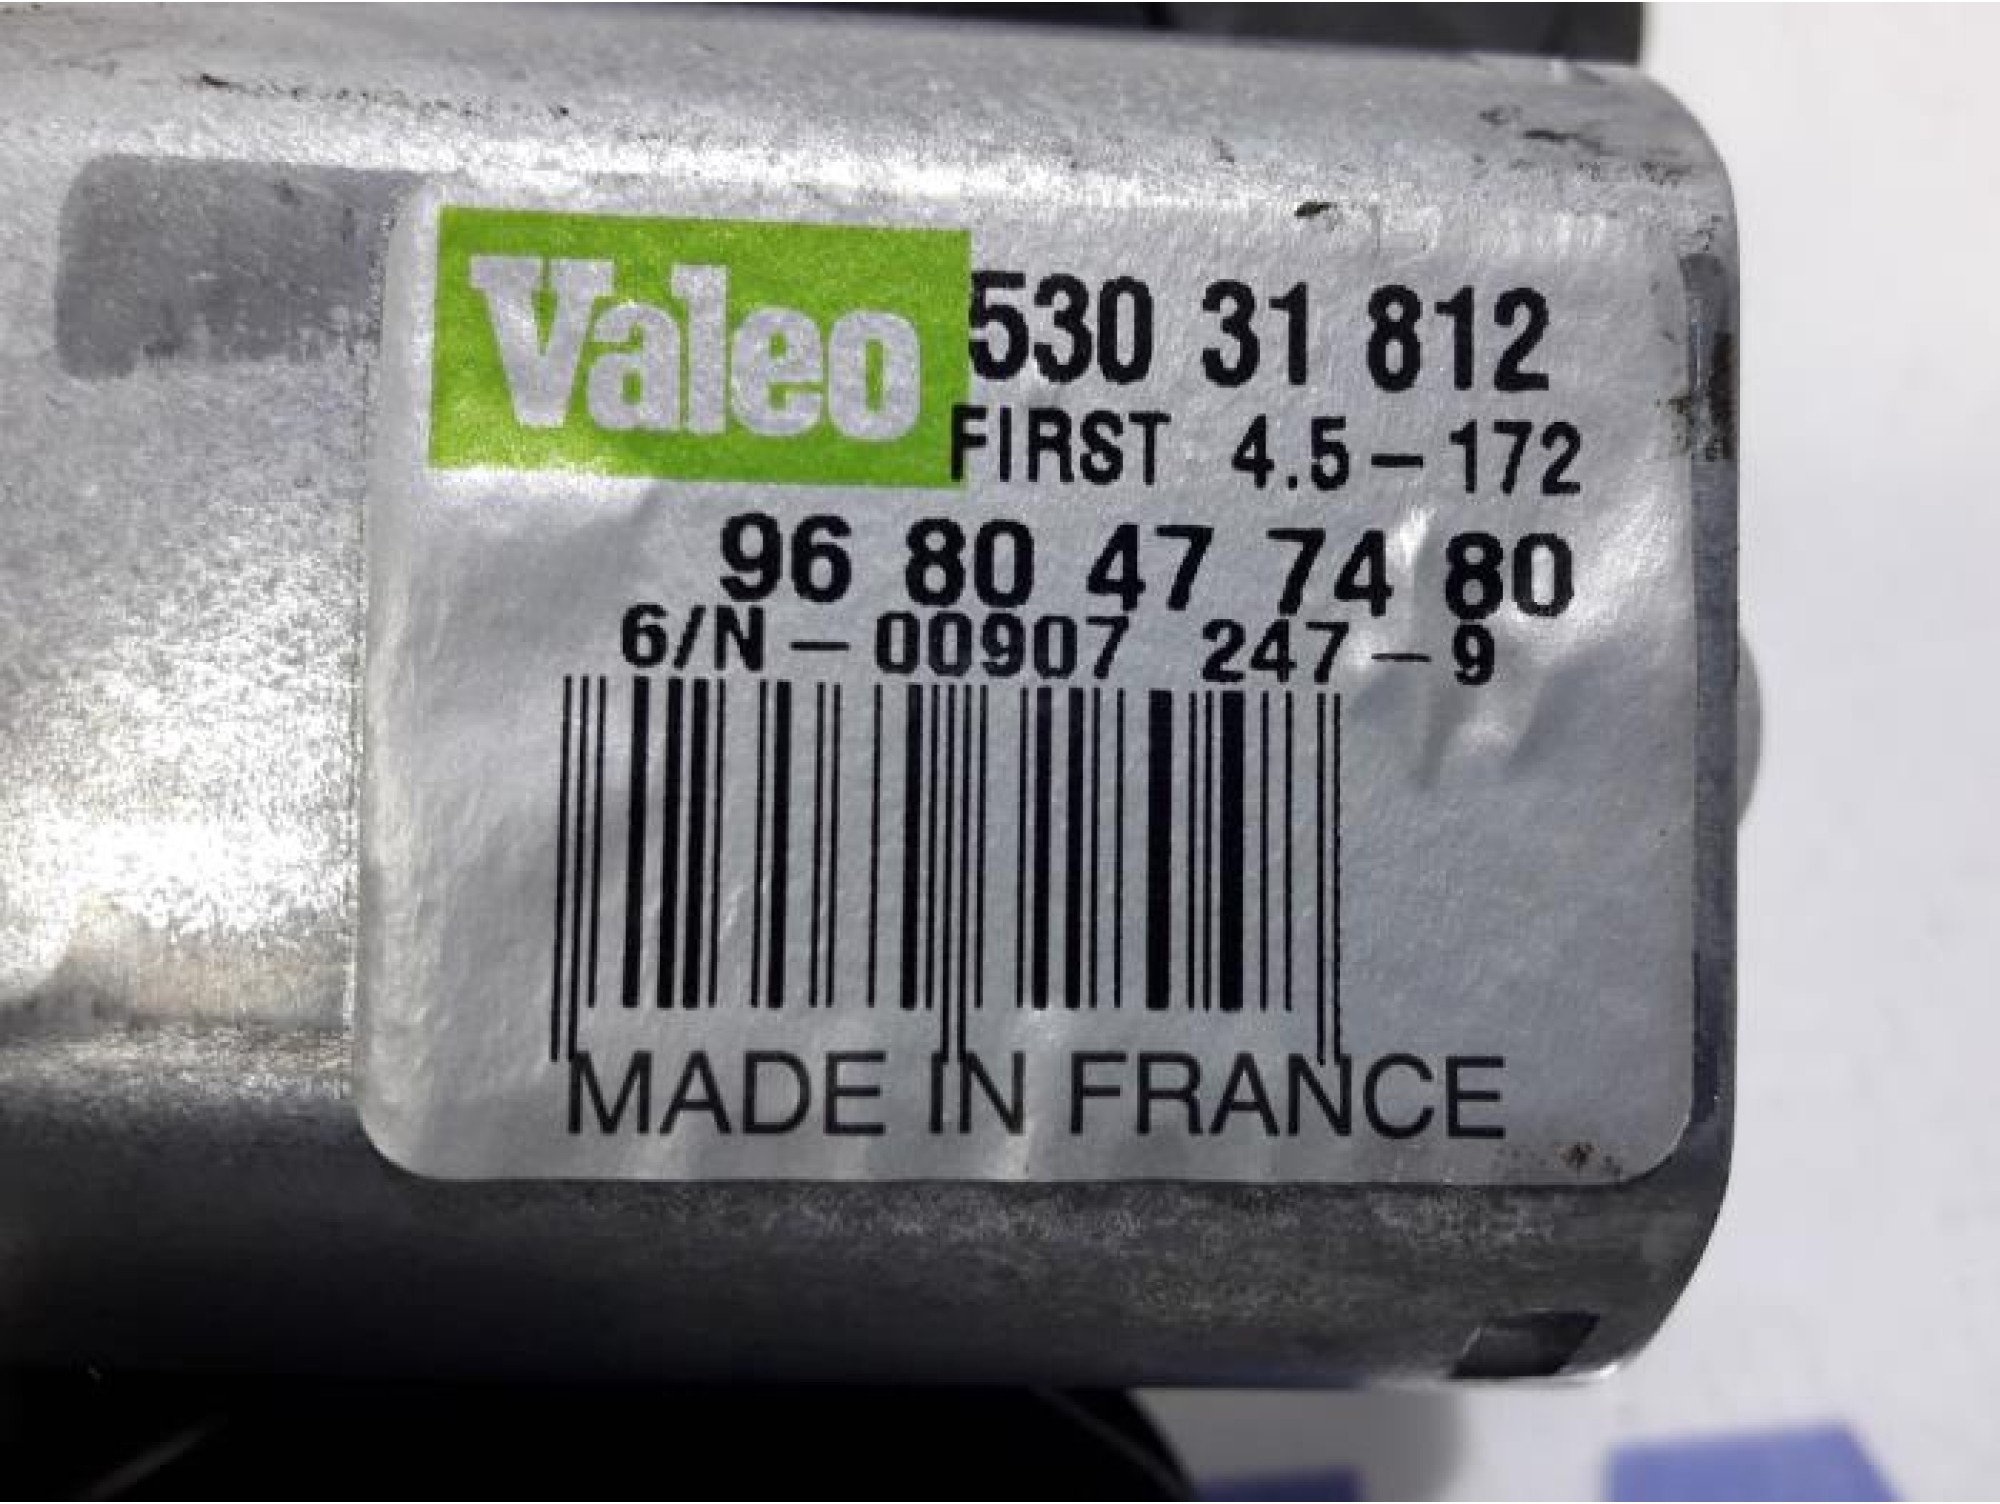 Valeo 530 31 812
FIRST 4.5-172
96 80 47 74 80
6/N-00907 247-9
MADE IN FRANCE